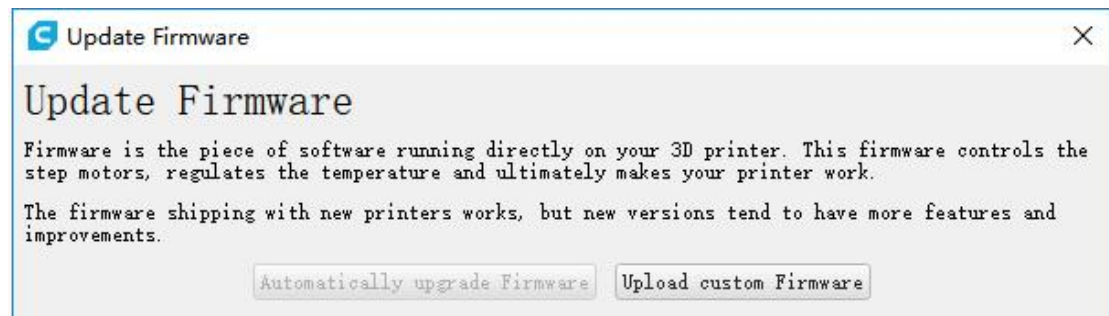 Update Firmware
Update Firmware
Firmware is the piece of software running directly on your 3D printer. This firmware controls the
step motors, regulates the temperature and ultimately makes your printer work.
The firmware shipping with new printers works, but new versions tend to have more features and
improvements.
Automatically upgrade Firmware Upload custom Firmware